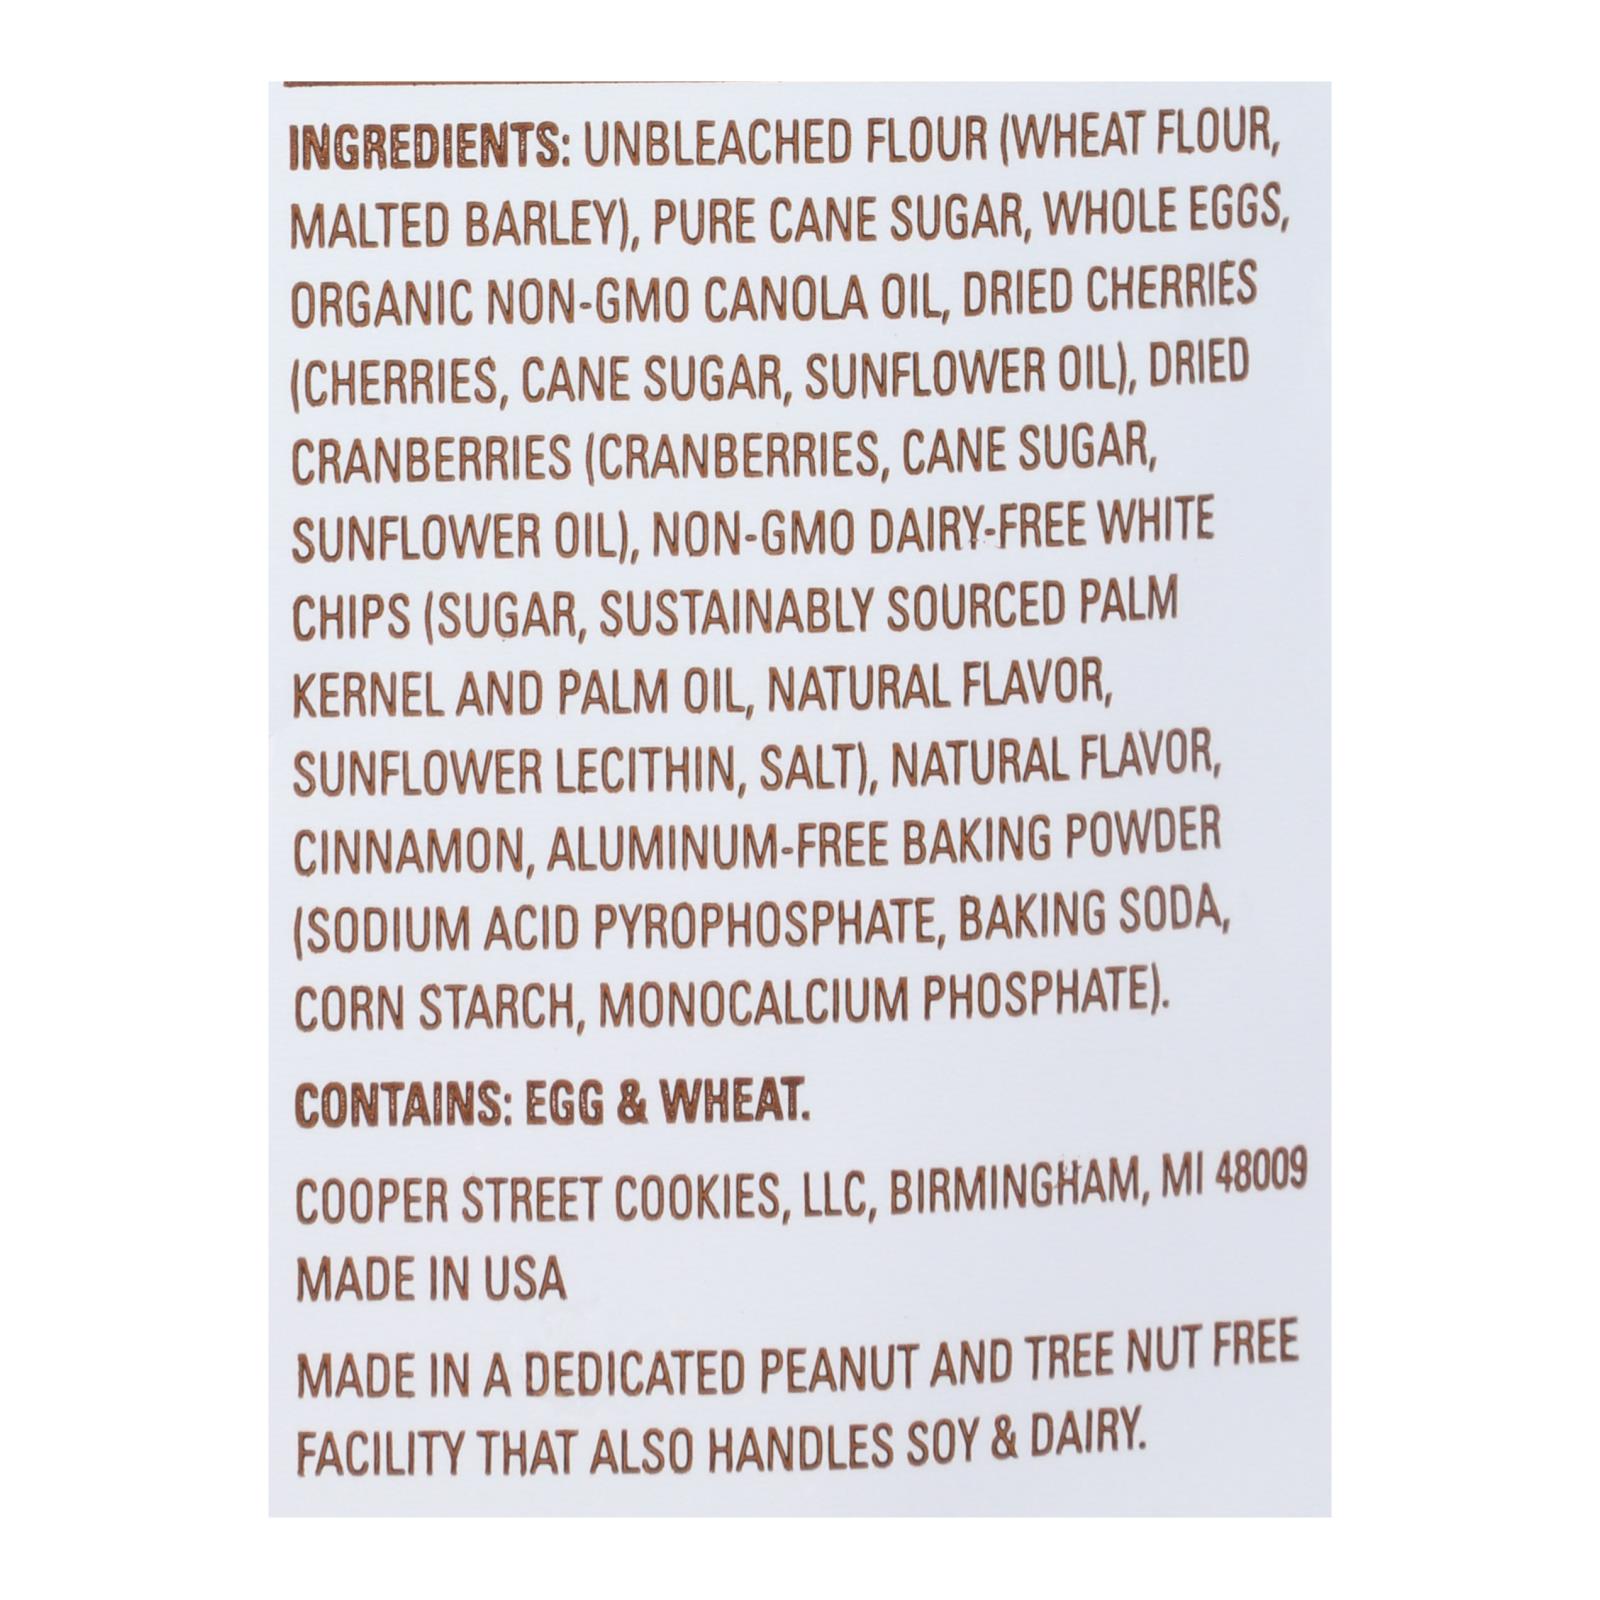 INGREDIENTS: UNBLEACHED FLOUR (WHEAT FLOUR,
MALTED BARLEY), PURE CANE SUGAR, WHOLE EGGS,
ORGANIC NON-GMO CANOLA OIL, DRIED CHERRIES
(CHERRIES, CANE SUGAR, SUNFLOWER OIL), DRIED
CRANBERRIES (CRANBERRIES, CANE SUGAR,
SUNFLOWER OIL), NON-GMO DAIRY-FREE WHITE
CHIPS (SUGAR, SUSTAINABLY SOURCED PALM
KERNEL AND PALM OIL, NATURAL FLAVOR,
SUNFLOWER LECITHIN, SALT), NATURAL FLAVOR,
CINNAMON, ALUMINUM-FREE BAKING POWDER
(SODIUM ACID PYROPHOSPHATE, BAKING SODA,
CORN STARCH, MONOCALCIUM PHOSPHATE).
CONTAINS: EGG & WHEAT.
COOPER STREET COOKIES, LLC, BIRMINGHAM, MI 48009
MADE IN USA
MADE IN A DEDICATED PEANUT AND TREE NUT FREE
FACILITY THAT ALSO HANDLES SOY & DAIRY.